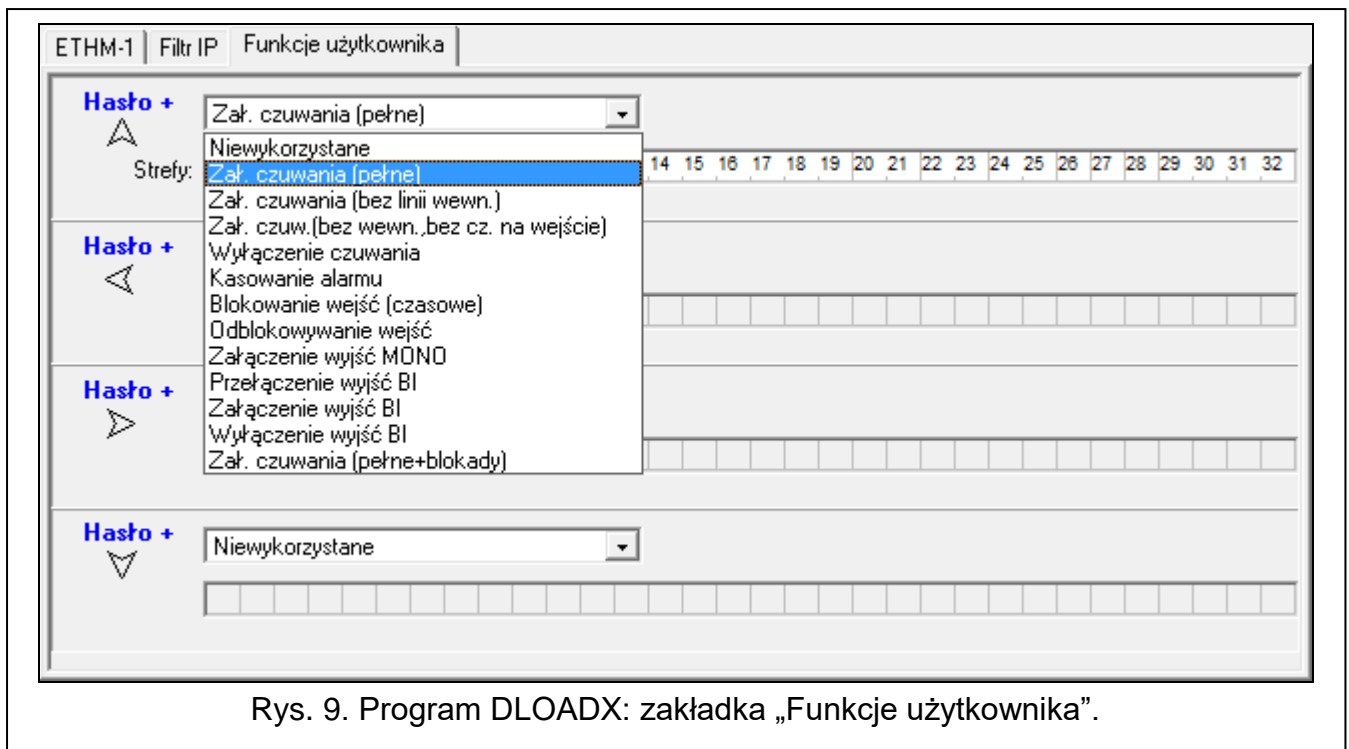 ETHM-1 Filtr IP Funkcje użytkownika
Hasło +
Zał. czuwania (pełne)
Niewykorzystane
Strefy:
Zał. czuwania (pełne)
14 15 16 17 18 19 20 21 22 23 24 25 26 27 28 29 30 31 32
Zał. czuwania (bez linii wewn.)
Zał. czuw.(bez wewn.,bez cz. na wejście)
Hasło +
Wyłączenie czuwania
Kasowanie alarmu
Blokowanie wejść (czasowe)
Odblokowywanie wejść
Załączenie wyjść MONO
Przełączenie wyjść BI
Hasło +
Załączenie wyjść BI
Wyłączenie wyjść BI
Zał. czuwania (pełne+blokady)
Hasło +
Niewykorzystane
Rys. 9. Program DLOADX: zakładka „Funkcje użytkownika”.